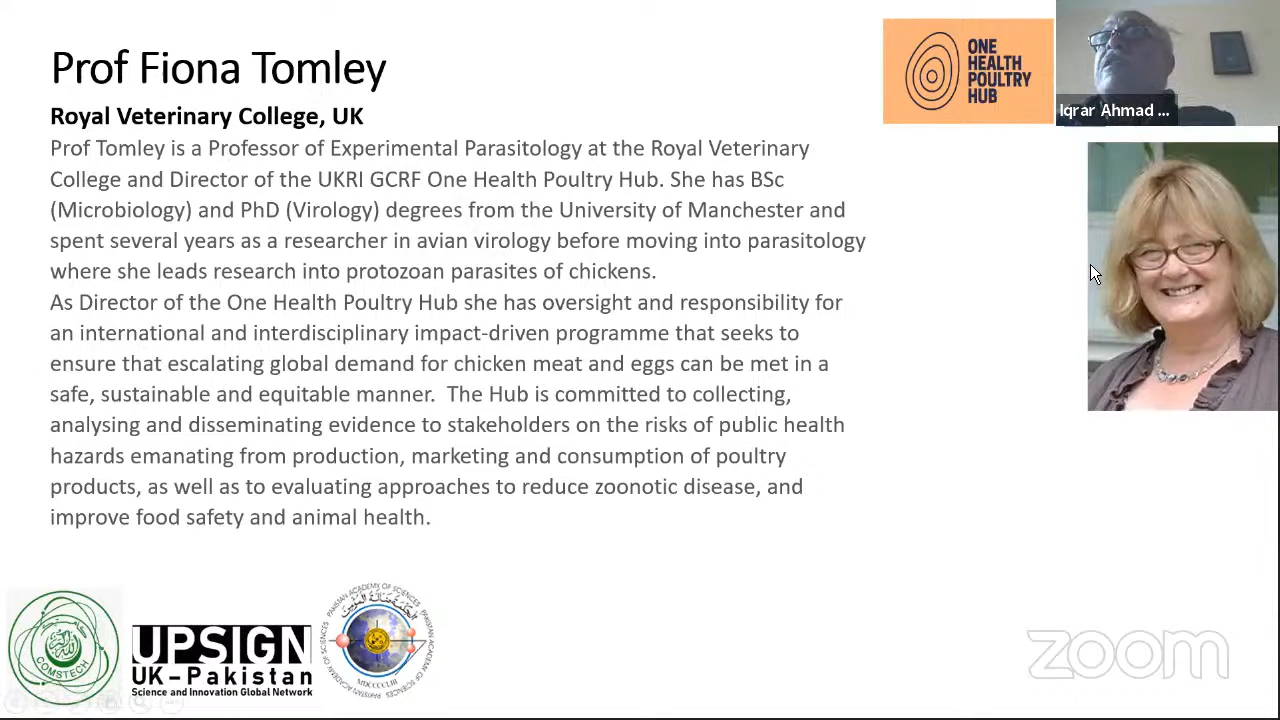 Prof Fiona Tomley
Royal Veterinary College, UK
Prof Tomley is a Professor of Experimental Parasitology at the Royal Veterinary
College and Director of the UKRI GCRF One Health Poultry Hub. She has BSc
(Microbiology) and PhD (Virology) degrees from the University of Manchester and
spent several years as a researcher in avian virology before moving into parasitology
where she leads research into protozoan parasites of chickens.
As Director of the One Health Poultry Hub she has oversight and responsibility for
an international and interdisciplinary impact-driven programme that seeks to
ensure that escalating global demand for chicken meat and eggs can be met in a
safe, sustainable and equitable manner.  The Hub is committed to collecting,
analysing and disseminating evidence to stakeholders on the risks of public health
hazards emanating from production, marketing and consumption of poultry
products, as well as to evaluating approaches to reduce zoonotic disease, and
improve food safety and animal health.
ONE
HEALTH
POULTRY
HUB
Iqrar Ahmad ...
COMSTECH
UPSIGN
UK-Pakistan
Science and Innovation Global Network
PAKISTAN ACADEMY OF SCIENCES
zoom